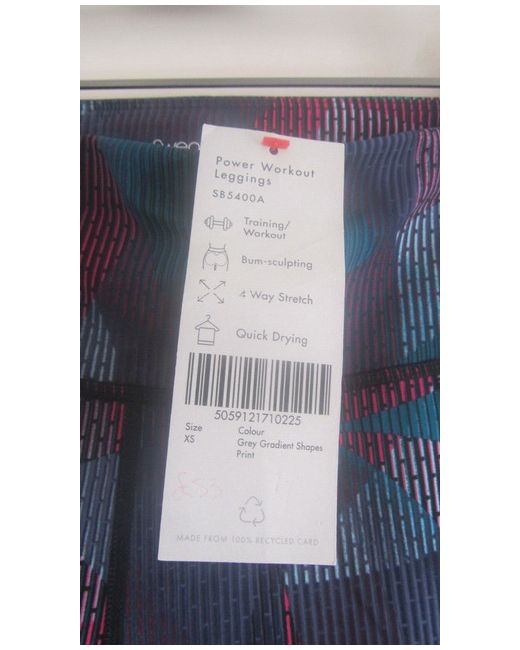 Power Workout
Leggings
SB5400A
Training/
Workout
Bum-sculpting
4 Way Stretch
Quick Drying
5059121710225
Size
XS
Colour
Grey Gradient Shapes
Print
£53
MADE FROM 100% RECYCLED CARD